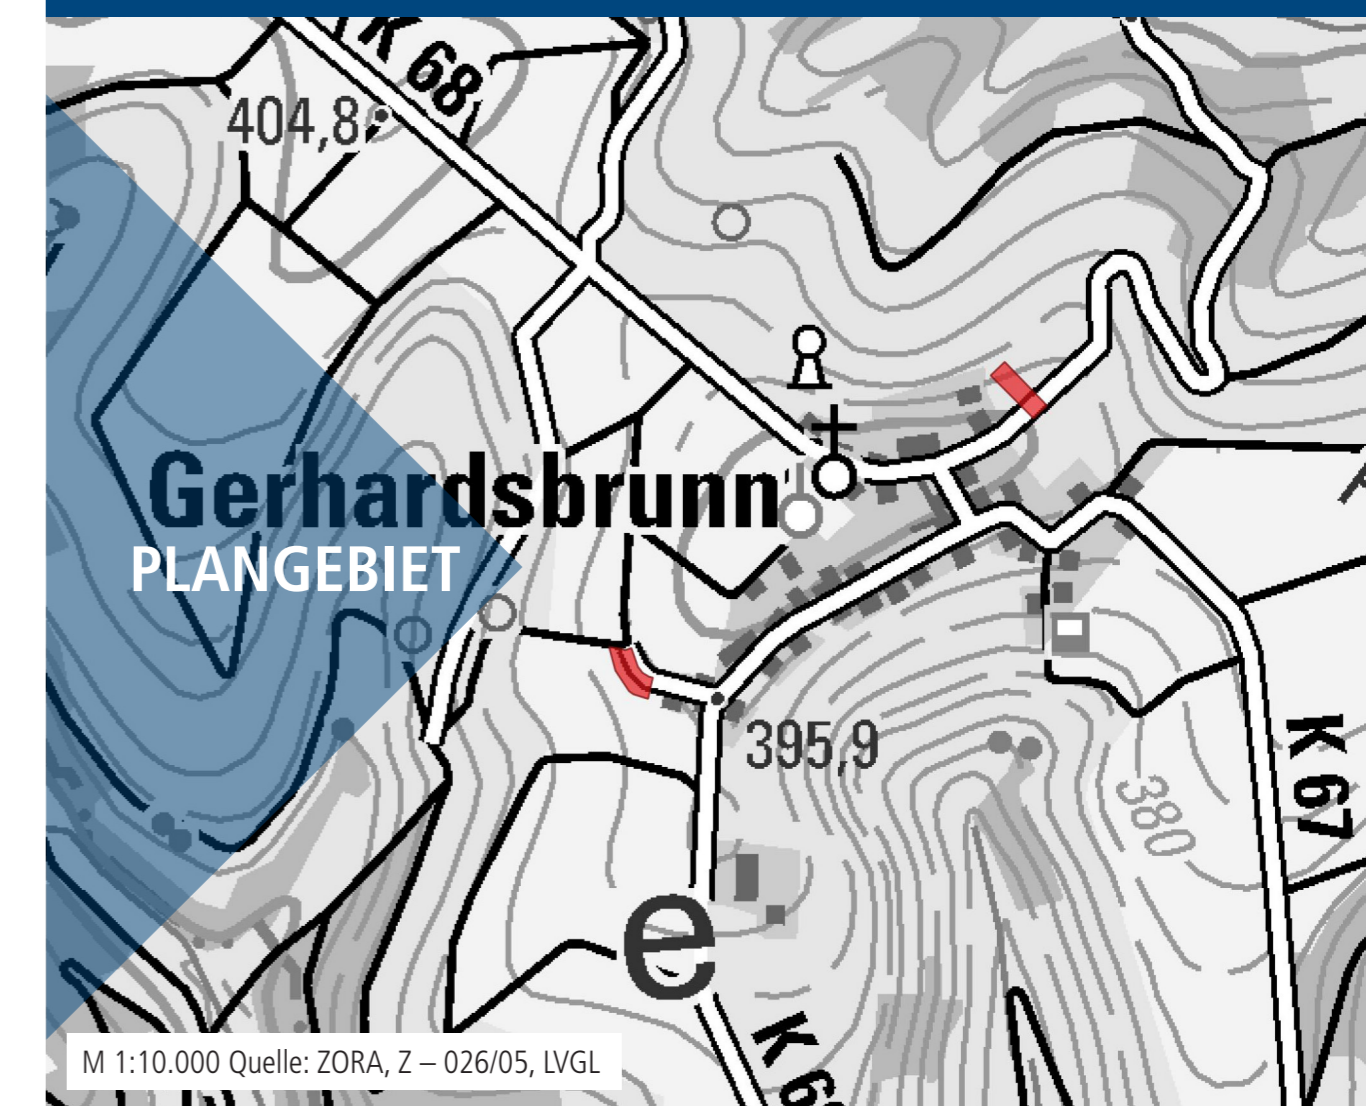 K 68
404,8
Gerhardsbrunn
PLANGEBIET
395,9
K 67
380
e
M 1:10.000 Quelle: ZORA, Z – 026/05, LVGL